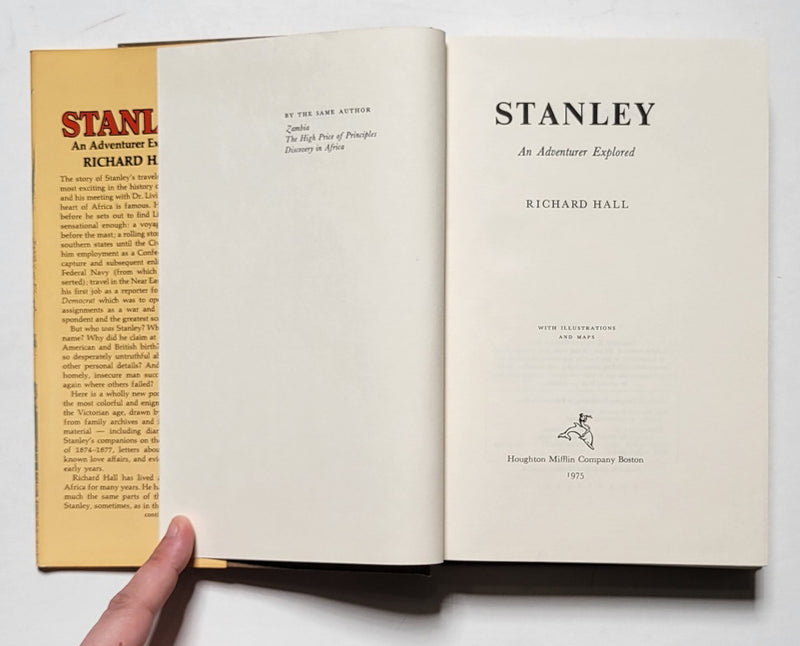 STANL
An Adventurer Ex
RICHARD H
The story of Stanley's travel
most exciting in the history o
and his meeting with Dr. Livi
heart of Africa is famous. H
before he sets out to find Li
sensational enough: a voyag
before the mast; a rolling sto
southern states until the Civ
him employment as a Confe
capture and subsequent enl
Federal Navy (from which
serted); travel in the Near Ea
his first job as a reporter fo
Democrat which was to ope
assignments as a war and
spondent and the greatest sc
But who was Stanley? Wh
name? Why did he claim at
American and British birth?
so desperately untruthful ab
other personal details? And
homely, insecure man succ
again where others failed?
Here is a wholly new por
the most colorful and enigm
the Victorian age, drawn b
from family archives and
material — including diar
Stanley's companions on the
of 1874–1877, letters abou
known love affairs, and evi
early years.
Richard Hall has lived
Africa for many years. He h
much the same parts of th
Stanley, sometimes, as in th
cont
BY THE SAME AUTHOR
Zambia
The High Price of Principles
Discovery in Africa
STANLEY
An Adventurer Explored
RICHARD HALL
WITH ILLUSTRATIONS
AND MAPS
Houghton Mifflin Company Boston
1975